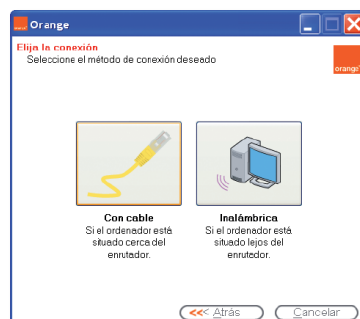 Orange
Elija la conexión
Seleccione el método de conexión deseado
orange™
Con cable
Si el ordenador está
situado cerca del
enrutador.
Inalámbrica
Si el ordenador está
situado lejos del
enrutador.
<<< Atrás
Cancelar